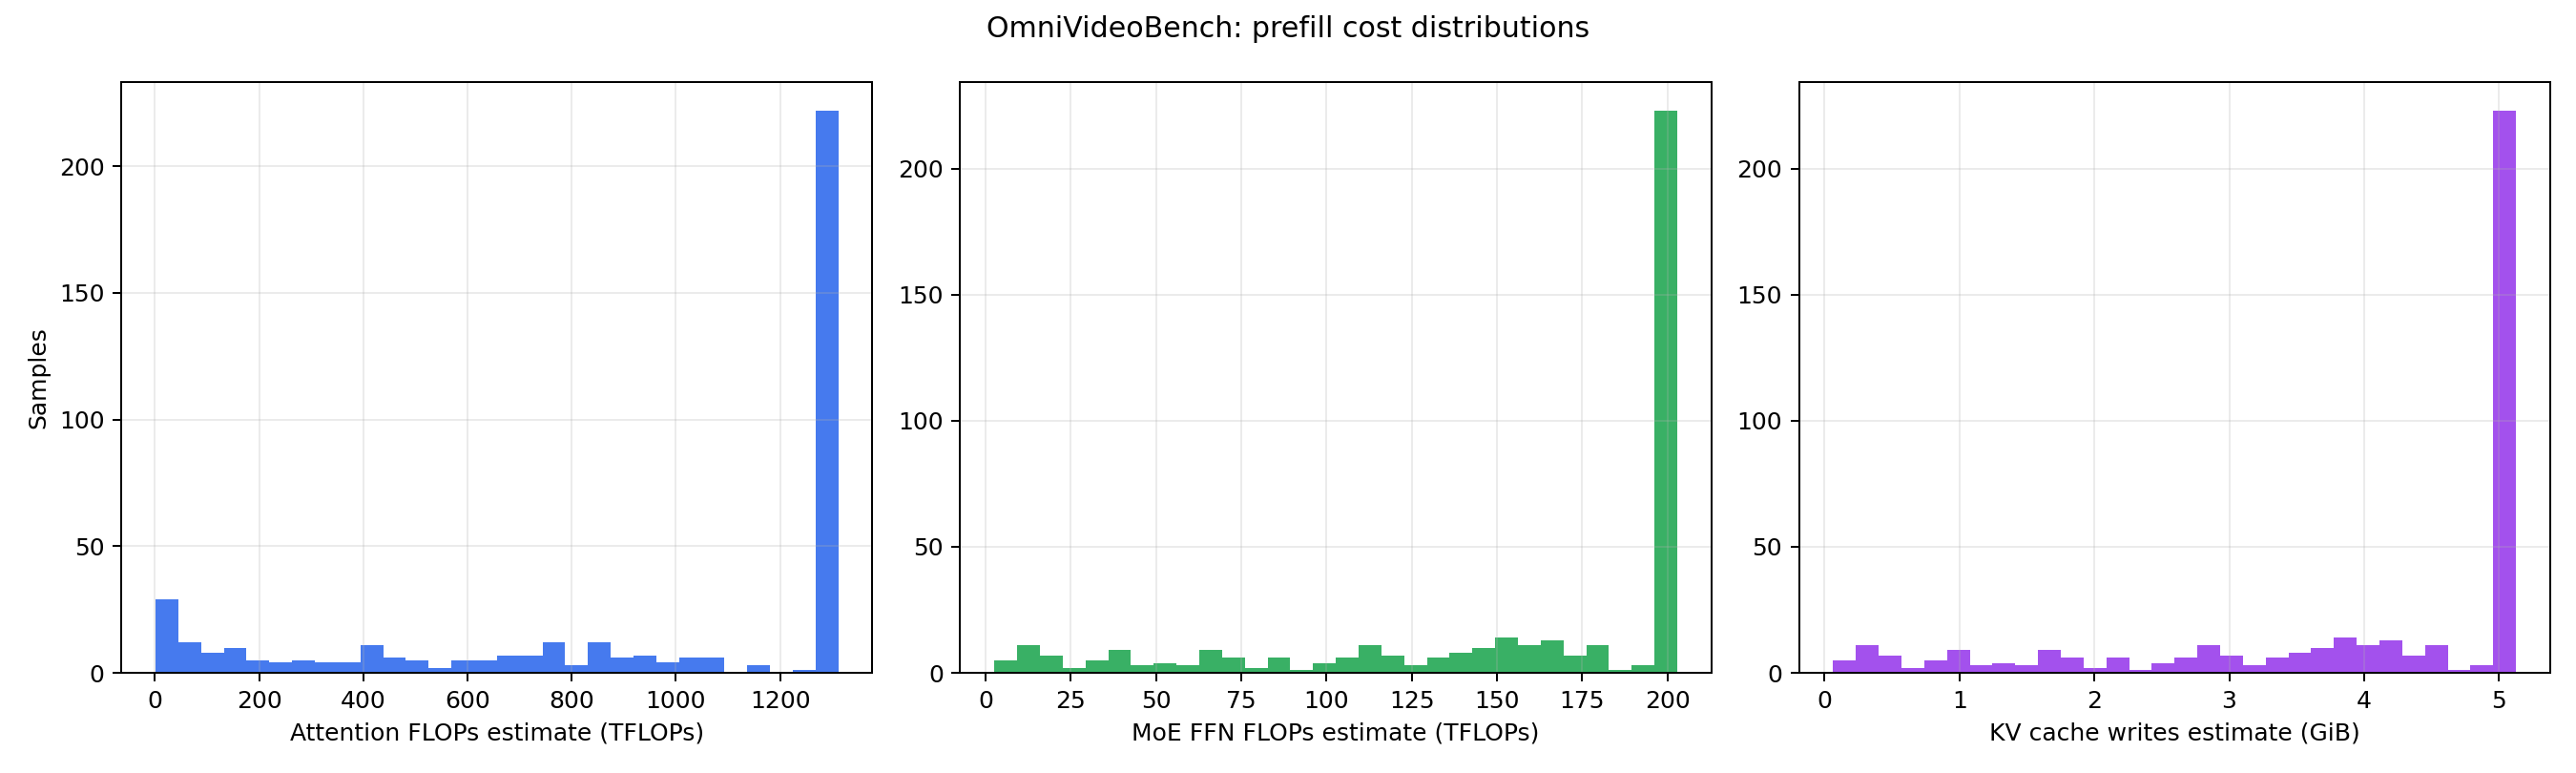 OmniVideoBench: prefill cost distributions
Samples
200
150
100
50
0
0 200 400 600 800 1000 1200
Attention FLOPs estimate (TFLOPs)
200
150
100
50
0
0 25 50 75 100 125 150 175 200
MoE FFN FLOPs estimate (TFLOPs)
200
150
100
50
0
0 1 2 3 4 5
KV cache writes estimate (GiB)